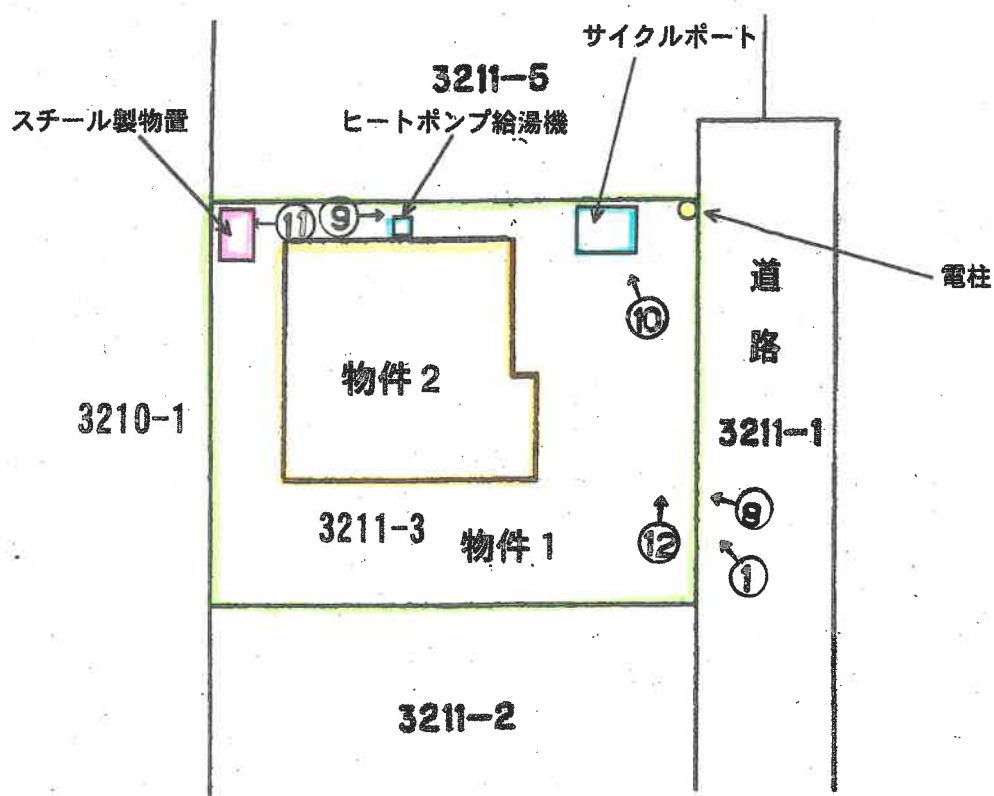 サイクルポート
3211-5
スチール製物置
ヒートポンプ給湯機
⑪
⑨
電柱
道路
⑩
物件2
3210-1
3211-1
⑧
3211-3
物件1
⑫
①
3211-2